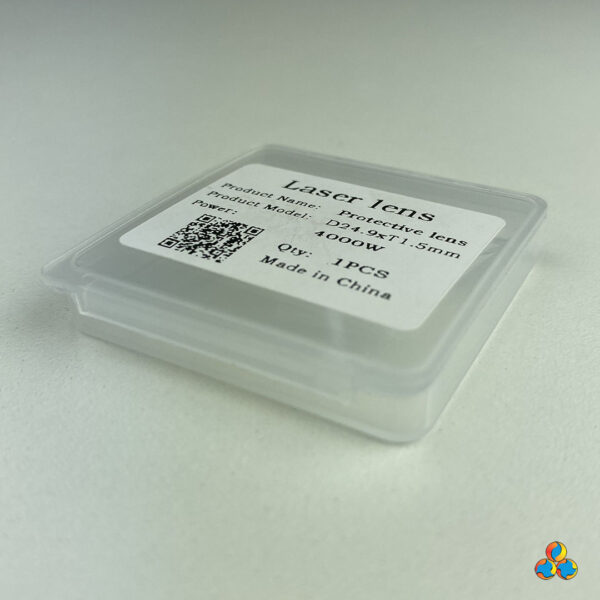 Laser lens
Product Name: Protective lens
Product Model: D24.9xT1.5mm
Power: 4000W
Qty: 1PCS
Made in China